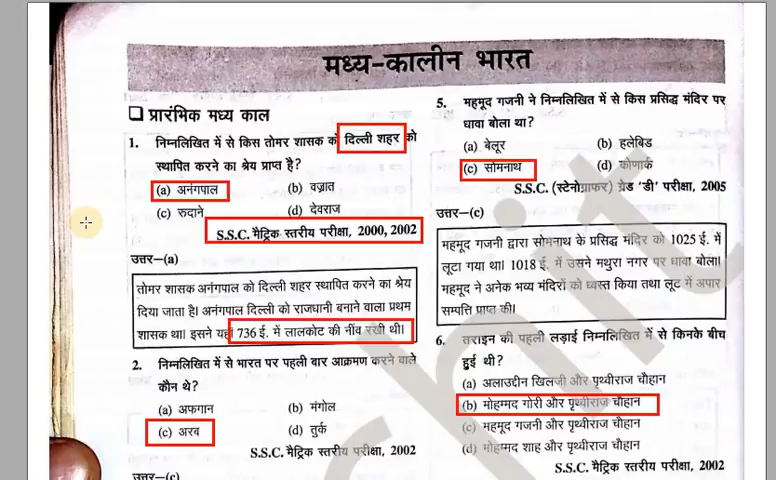 मध्य-कालीन भारत
❑ प्रारंभिक मध्य काल
1. निम्नलिखित में से किस तोमर शासक को दिल्ली शहर को
स्थापित करने का श्रेय प्राप्त है?
(a) अनंगपाल (b) वज्रात
(c) रुदाने (d) देवराज
S.S.C. मैट्रिक स्तरीय परीक्षा, 2000, 2002
उत्तर–(a)
तोमर शासक अनंगपाल को दिल्ली शहर स्थापित करने का श्रेय
दिया जाता है। अनंगपाल दिल्ली को राजधानी बनाने वाला प्रथम
शासक था। इसने यहां 736 ई. में लालकोट की नींव रखी थी।
2. निम्नलिखित में से भारत पर पहली बार आक्रमण करने वाले
कौन थे?
(a) अफगान (b) मंगोल
(c) अरब (d) तुर्क
S.S.C. मैट्रिक स्तरीय परीक्षा, 2002
उत्तर–(c)
5. महमूद गजनी ने निम्नलिखित में से किस प्रसिद्ध मंदिर पर
धावा बोला था?
(a) बेलूर (b) हलेबिड
(c) सोमनाथ (d) कोणार्क
S.S.C. (स्टेनोग्राफर) ग्रेड 'डी' परीक्षा, 2005
उत्तर–(c)
महमूद गजनी द्वारा सोमनाथ के प्रसिद्ध मंदिर को 1025 ई. में
लूटा गया था। 1018 ई. में उसने मथुरा नगर पर धावा बोला।
महमूद ने अनेक भव्य मंदिरों को ध्वस्त किया तथा लूट में अपार
सम्पत्ति प्राप्त की।
6. तराइन की पहली लड़ाई निम्नलिखित में से किनके बीच
हुई थी?
(a) अलाउद्दीन खिलजी और पृथ्वीराज चौहान
(b) मोहम्मद गोरी और पृथ्वीराज चौहान
(c) महमूद गजनी और पृथ्वीराज चौहान
(d) मोहम्मद शाह और पृथ्वीराज चौहान
S.S.C. मैट्रिक स्तरीय परीक्षा, 2002